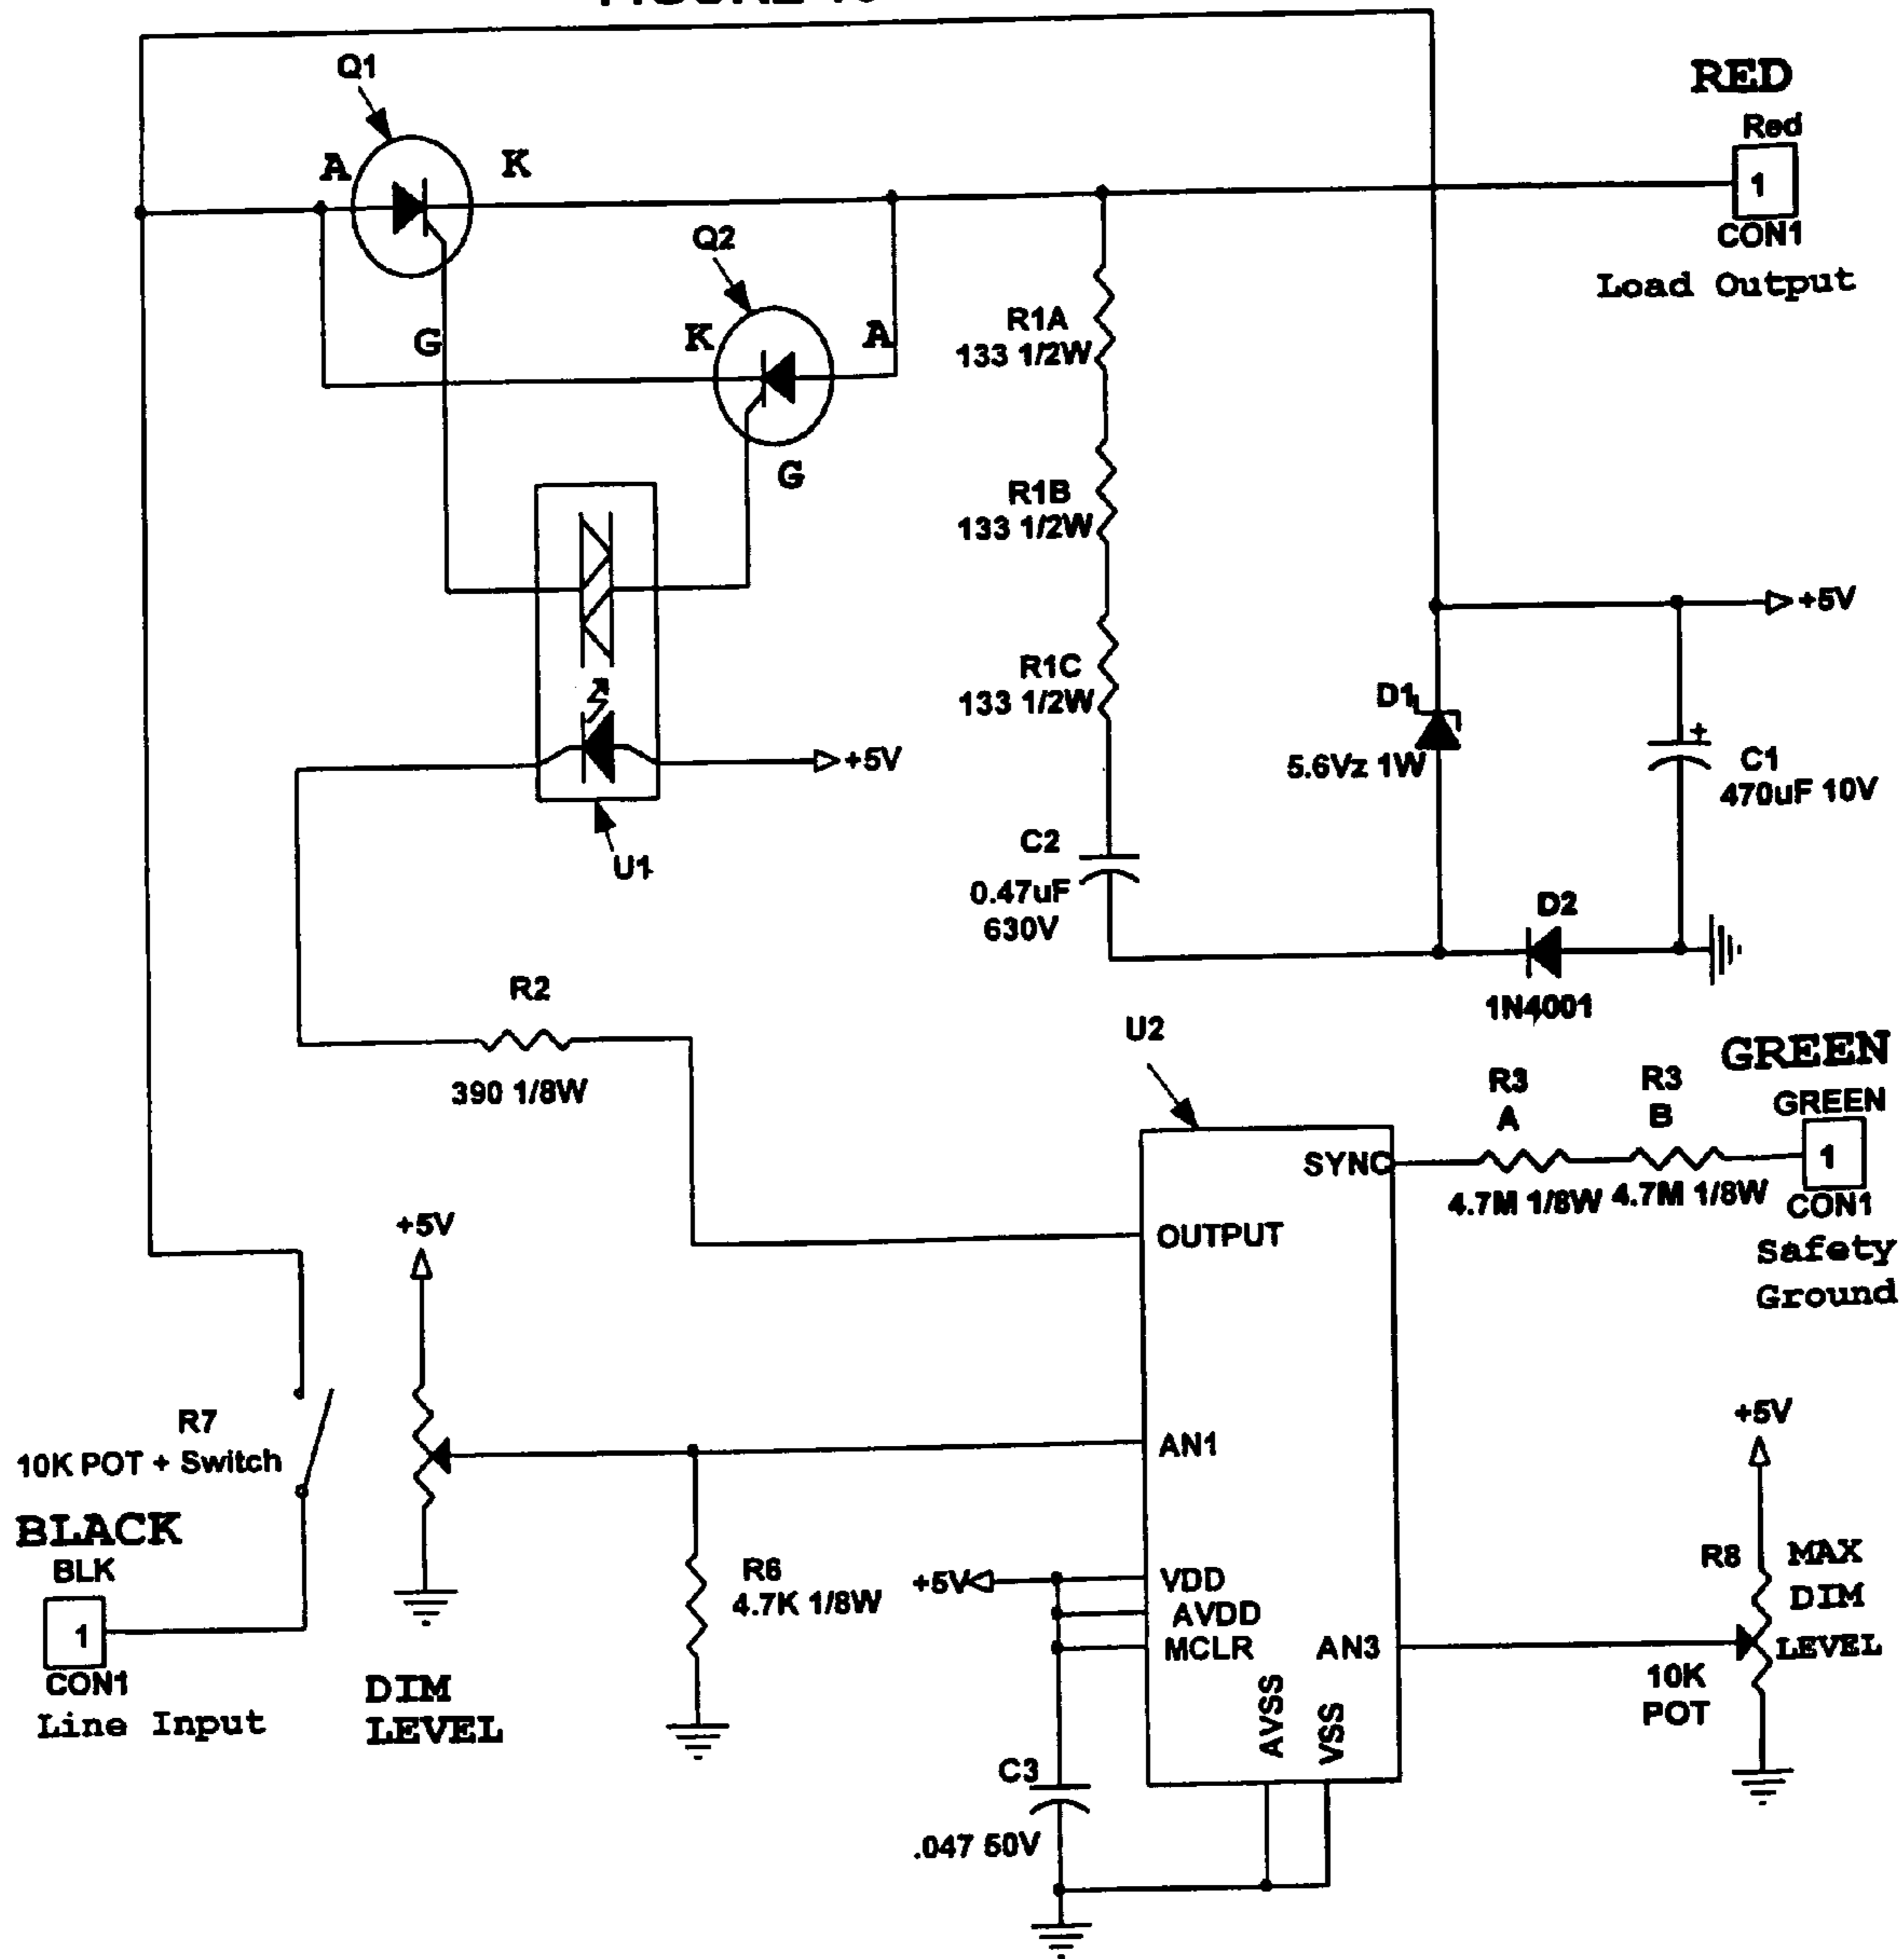 Q1
RED
Red
1
CON1
Load Output
A
K
G
Q2
K
A
G
R1A
133 1/2W
R1B
133 1/2W
R1C
133 1/2W
+5V
D1
5.6Vz 1W
+
C1
470uF 10V
+5V
U1
C2
0.47uF
630V
D2
1N4001
R2
390 1/8W
U2
GREEN
R3
A
R3
B
GREEN
1
CON1
4.7M 1/8W
4.7M 1/8W
Safety
Ground
SYNC
OUTPUT
+5V
R7
10K POT + Switch
BLACK
BLK
1
CON1
Line Input
DIM
LEVEL
AN1
R6
4.7K 1/8W
+5V
VDD
AVDD
MCLR
AN3
AVSS
VSS
+5V
R8
MAX
DIM
LEVEL
10K
POT
C3
.047 50V